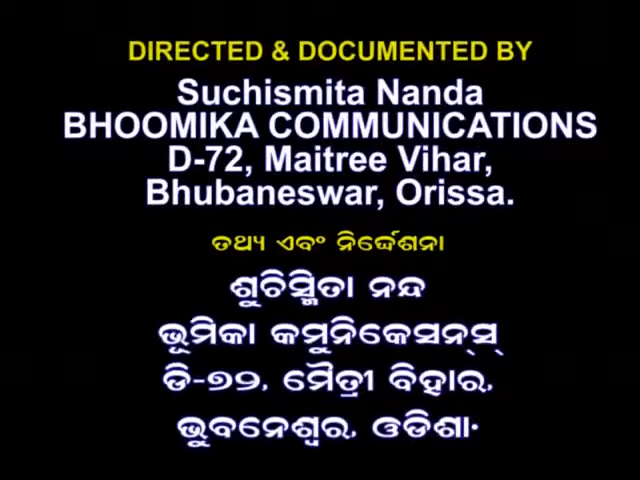 DIRECTED & DOCUMENTED BY
Suchismita Nanda
BHOOMIKA COMMUNICATIONS
D-72, Maitree Vihar,
Bhubaneswar, Orissa.
ତଥ୍ୟ ଏବଂ ନିର୍ଦ୍ଦେଶନା
ଶୁଚିସ୍ମିତା ନନ୍ଦ
ଭୂମିକା କମୁନିକେସନ୍‌ସ୍
ଡି-୭୨, ମୈତ୍ରୀ ବିହାର,
ଭୁବନେଶ୍ୱର, ଓଡିଶା.